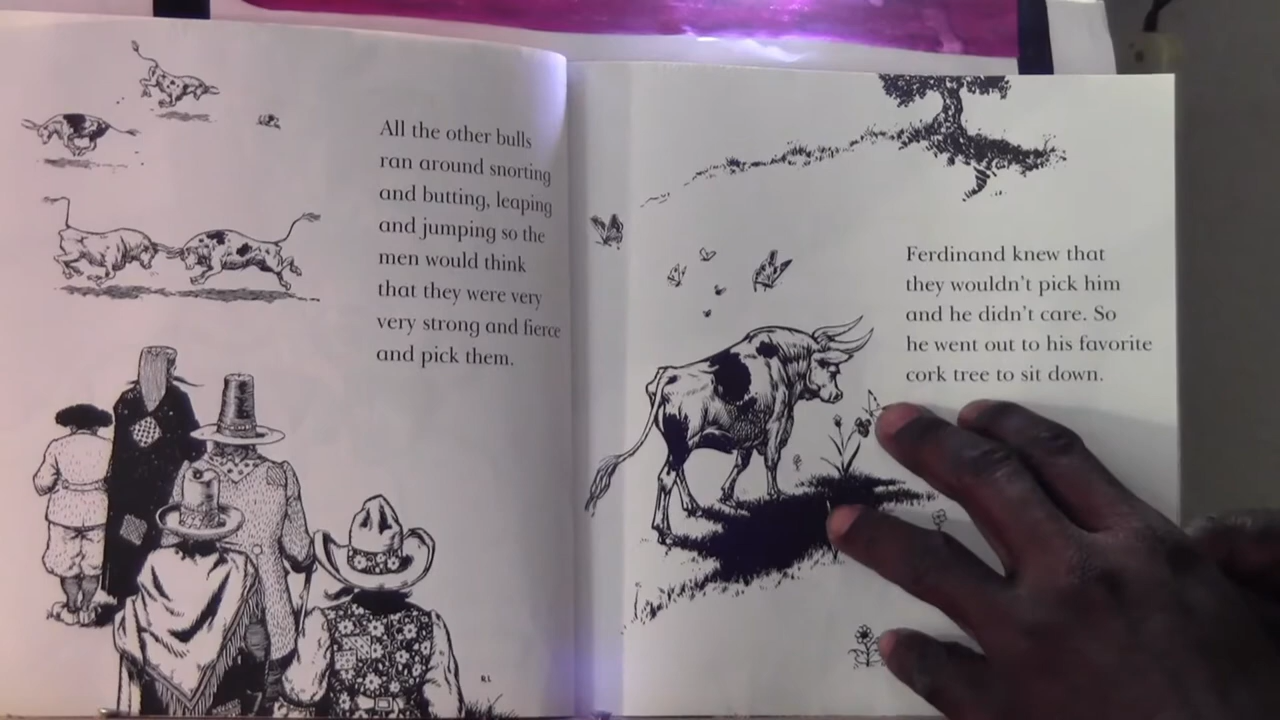 All the other bulls
ran around snorting
and butting, leaping
and jumping so the
men would think
that they were very
very strong and fierce
and pick them.
R.L
Ferdinand knew that
they wouldn't pick him
and he didn't care. So
he went out to his favorite
cork tree to sit down.